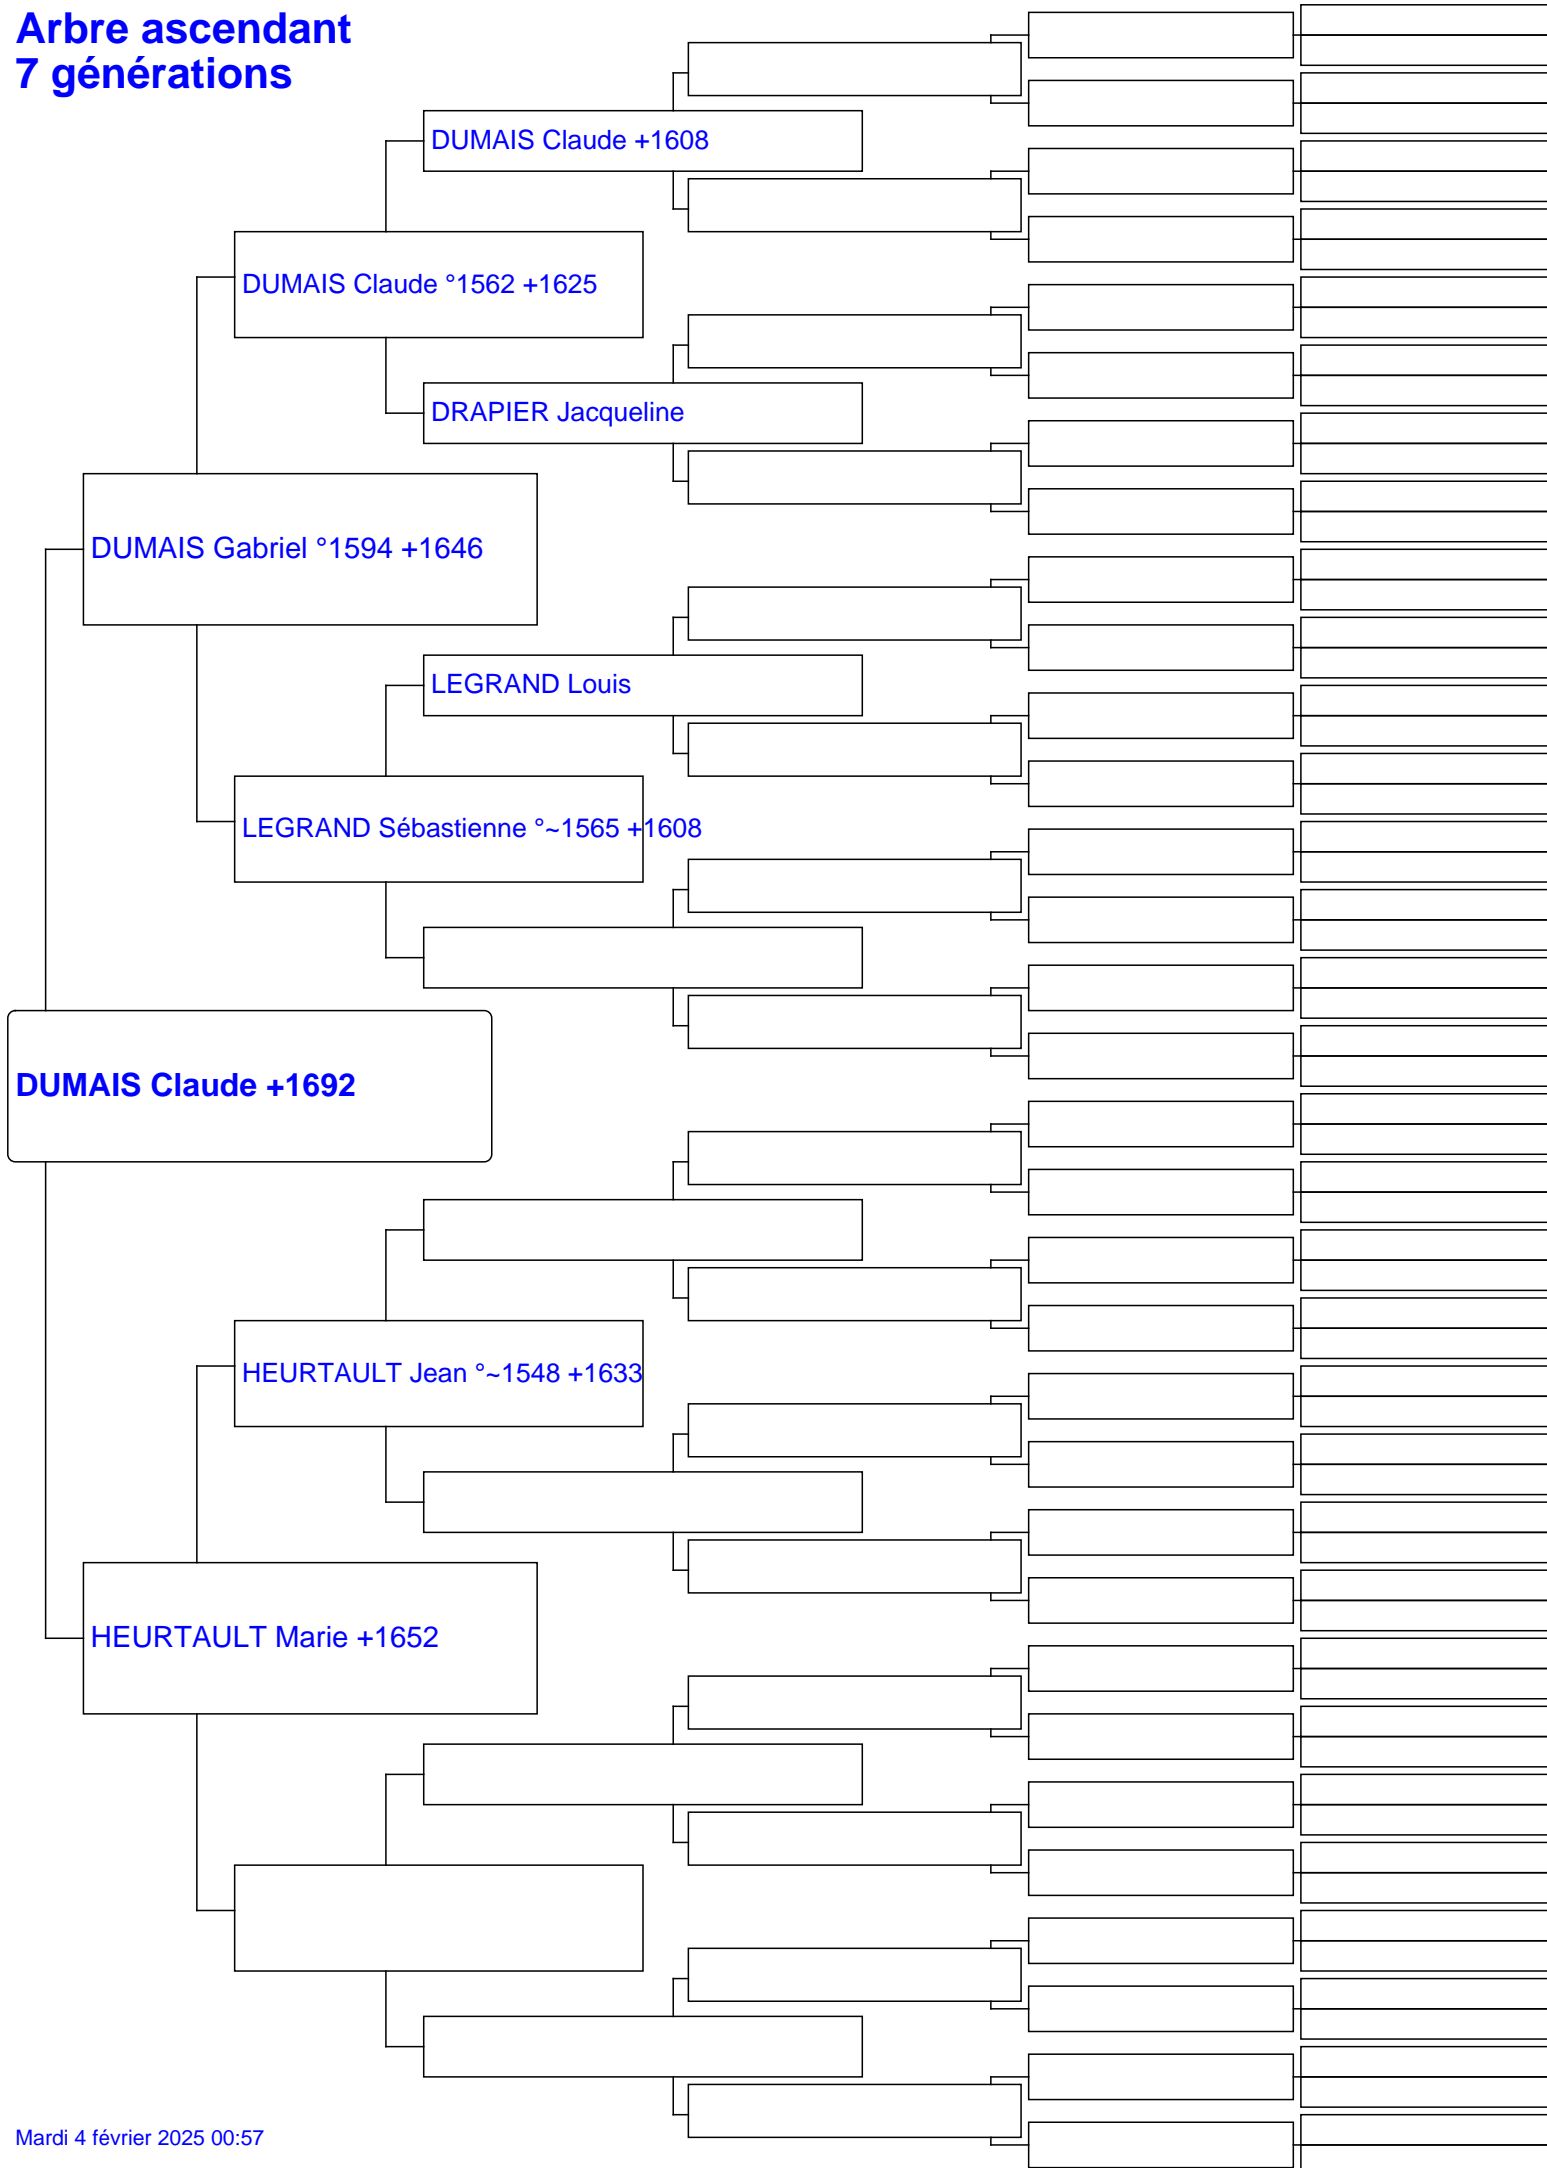 Arbre ascendant
7 générations
DUMAIS Claude +1608
DUMAIS Claude °1562 +1625
DRAPIER Jacqueline
DUMAIS Gabriel °1594 +1646
LEGRAND Louis
LEGRAND Sébastienne °~1565 +1608
DUMAIS Claude +1692
HEURTAULT Jean °~1548 +1633
HEURTAULT Marie +1652
Mardi 4 février 2025 00:57